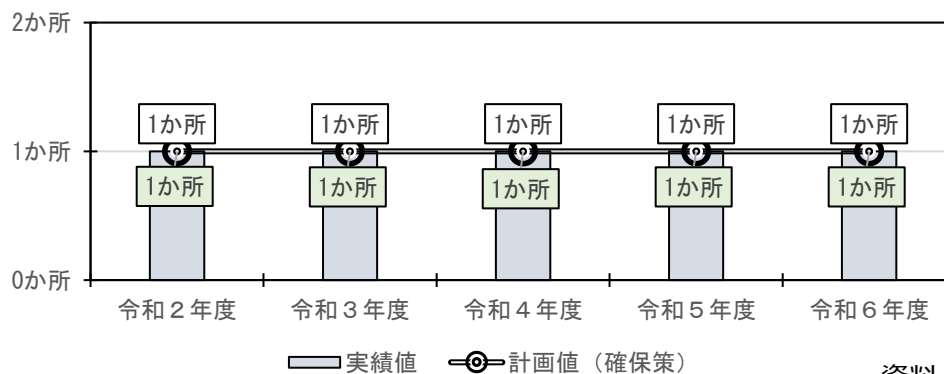 2か所
1か所 1か所 1か所 1か所 1か所
1か所
1か所 1か所 1か所 1か所 1か所
0か所
令和２年度 令和３年度 令和４年度 令和５年度 令和６年度
実績値 計画値（確保策）
資料